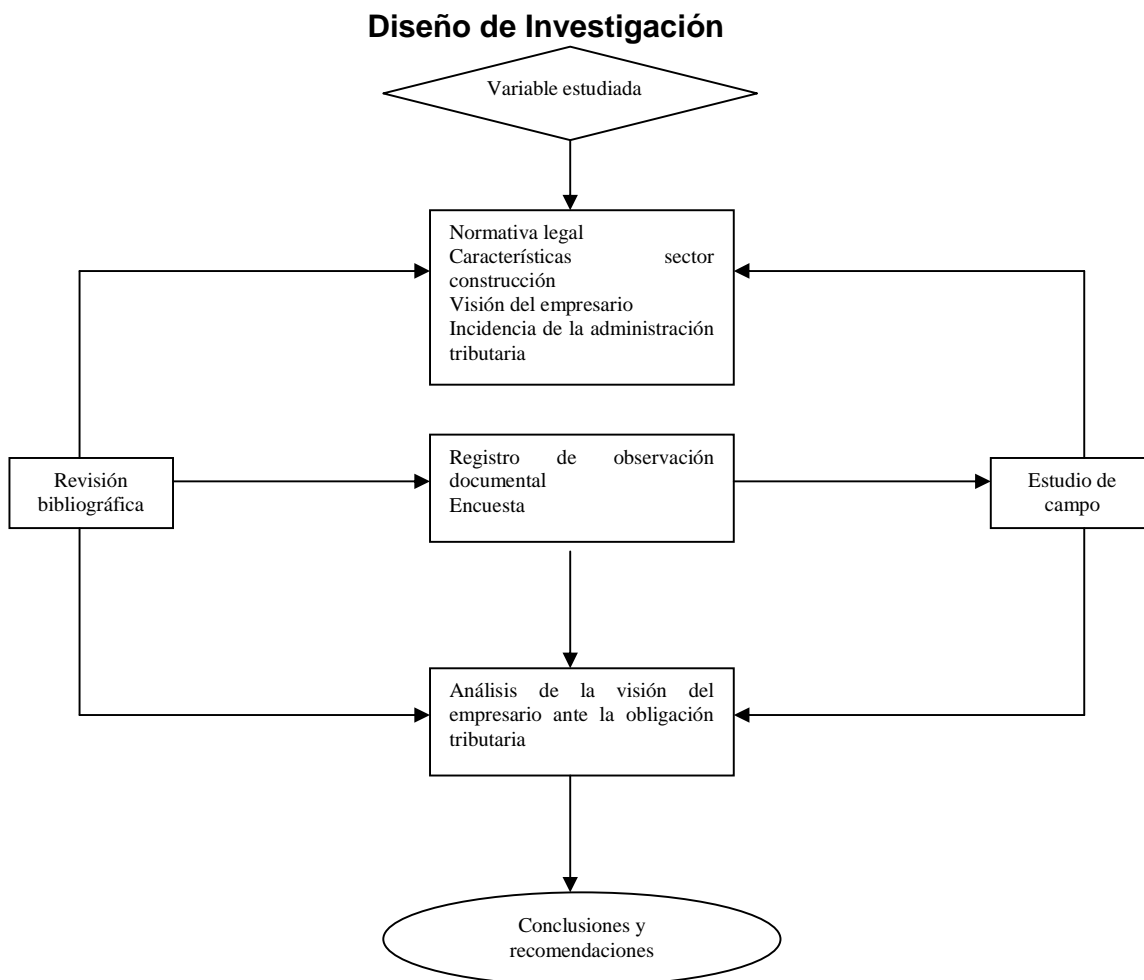 Diseño de Investigación
Variable estudiada
Normativa legal
Características sector
construcción
Visión del empresario
Incidencia de la administración
tributaria
Revisión
bibliográfica
Registro de observación
documental
Encuesta
Estudio de
campo
Análisis de la visión del
empresario ante la obligación
tributaria
Conclusiones y
recomendaciones